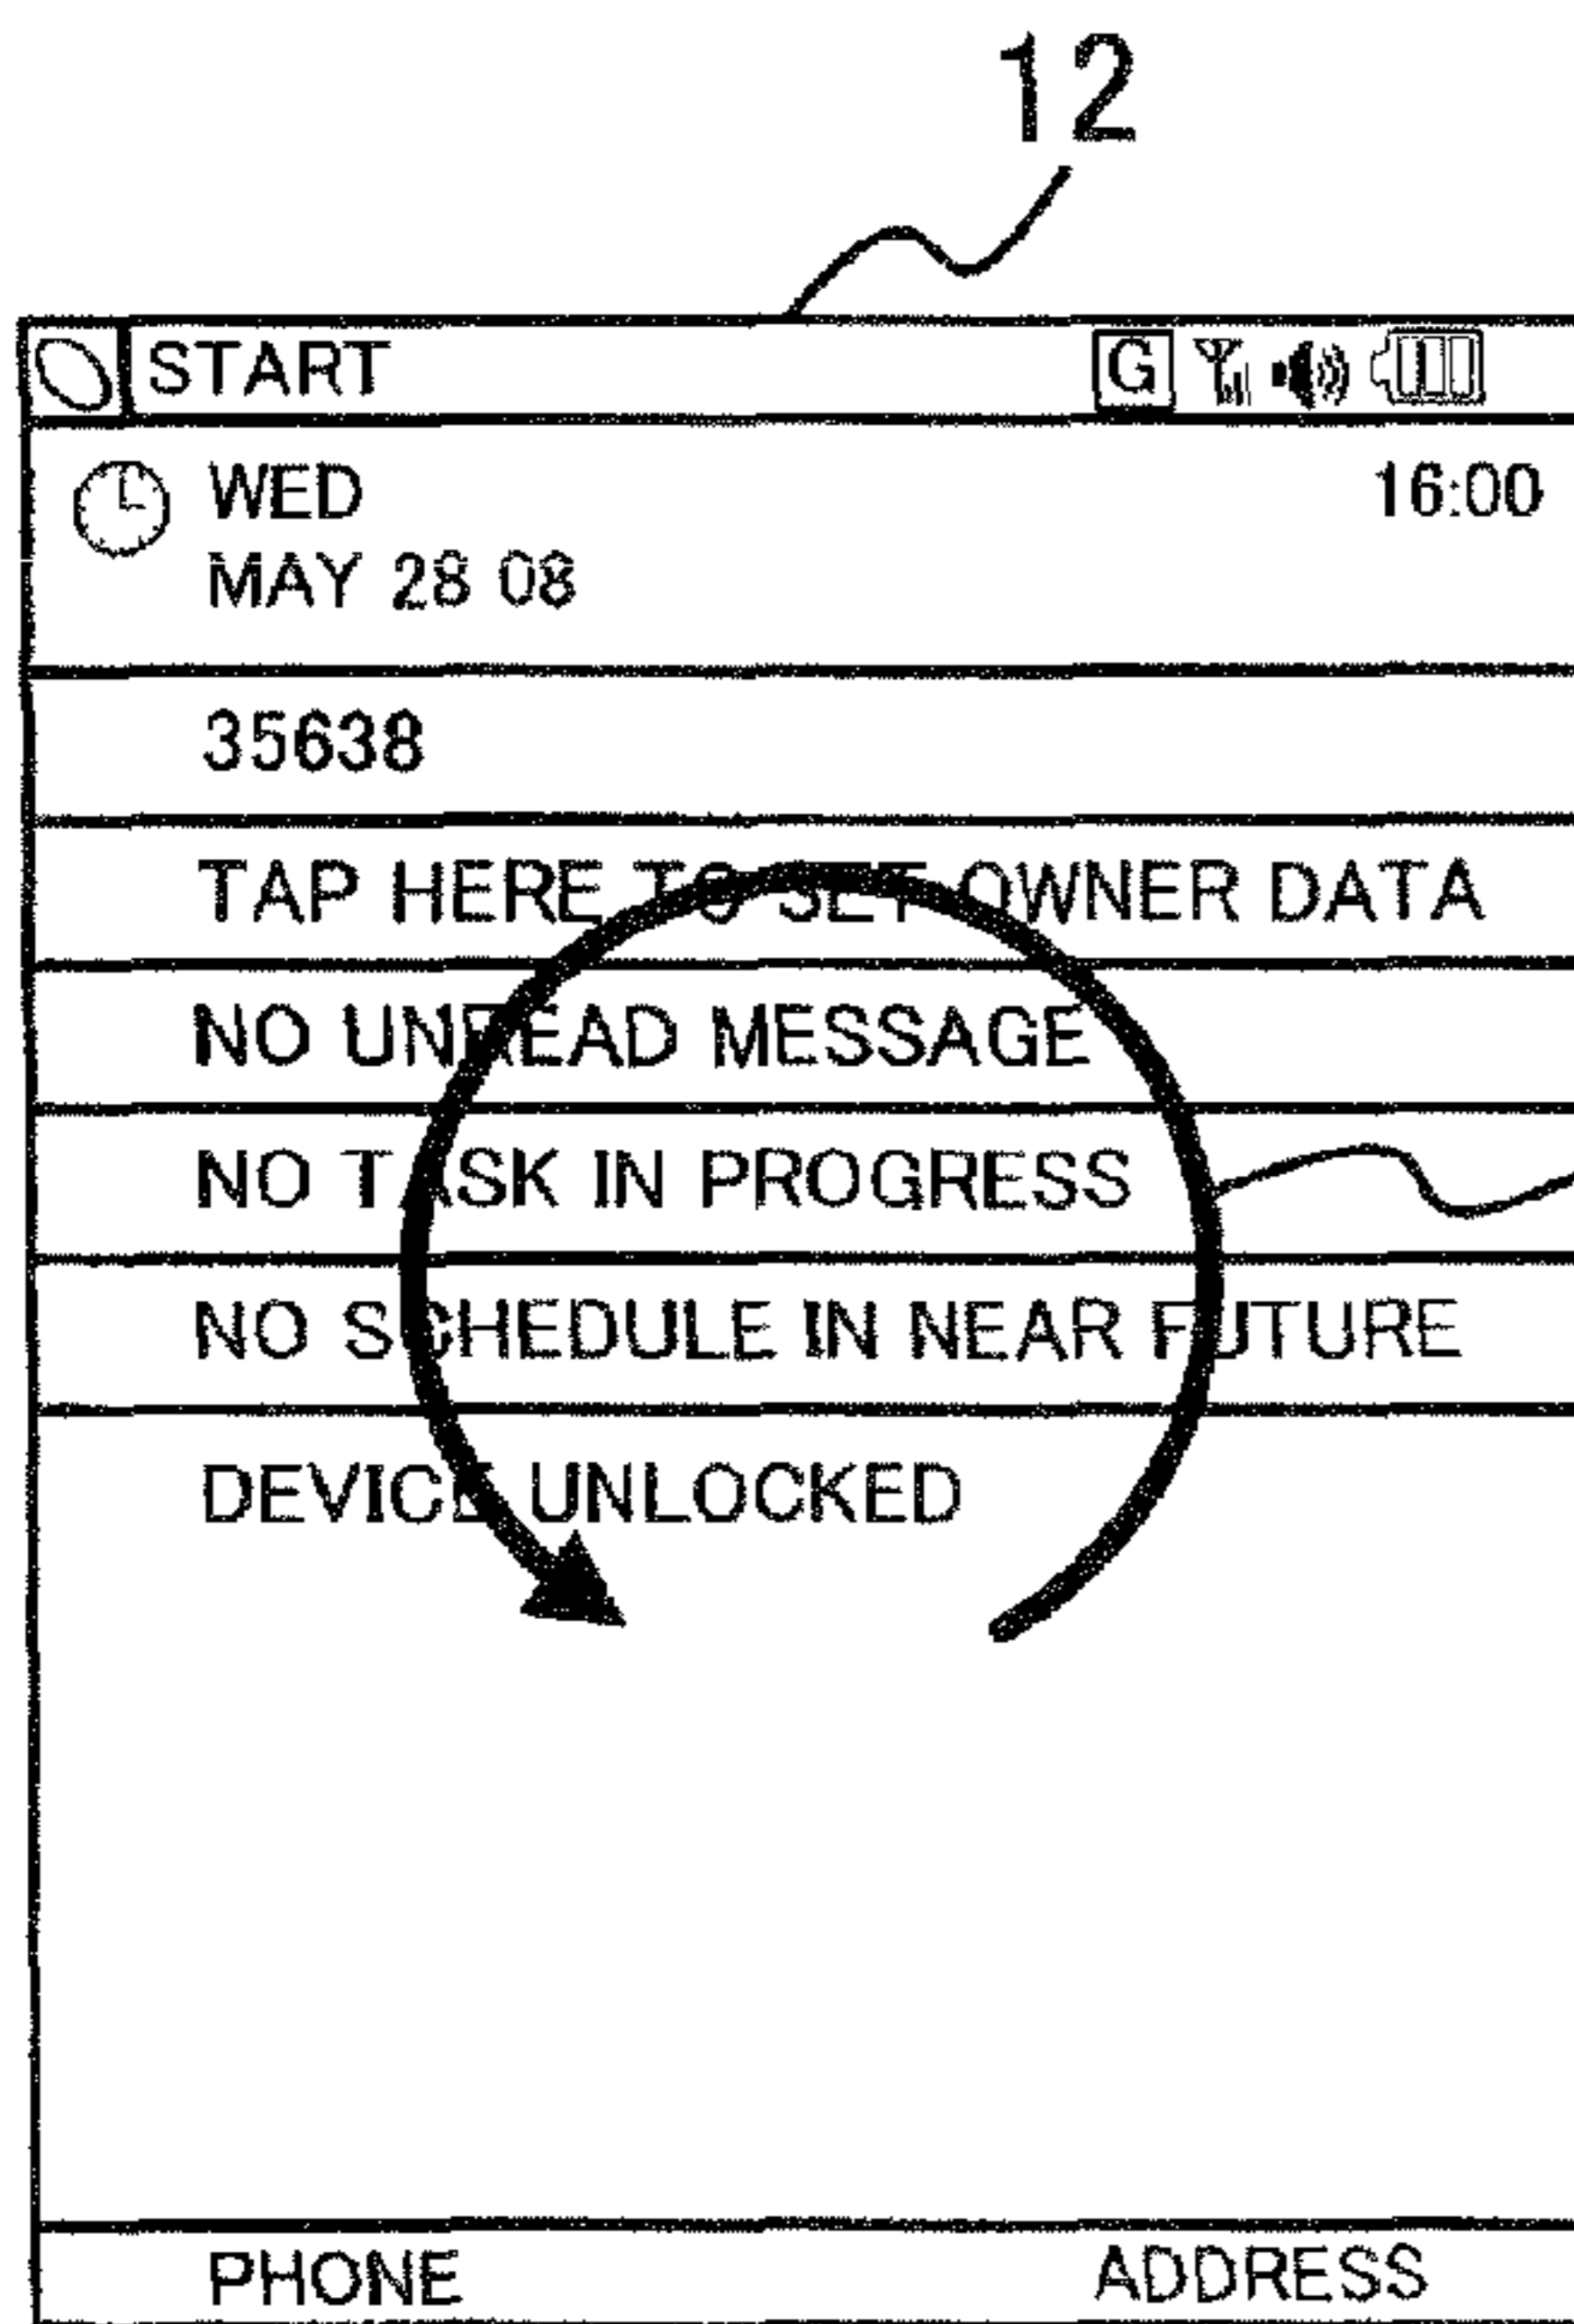 12
START G
WED 16:00
MAY 28 08
35638
TAP HERE TO SET OWNER DATA
NO UNREAD MESSAGE
NO TASK IN PROGRESS
NO SCHEDULE IN NEAR FUTURE
DEVICE UNLOCKED
PHONE ADDRESS